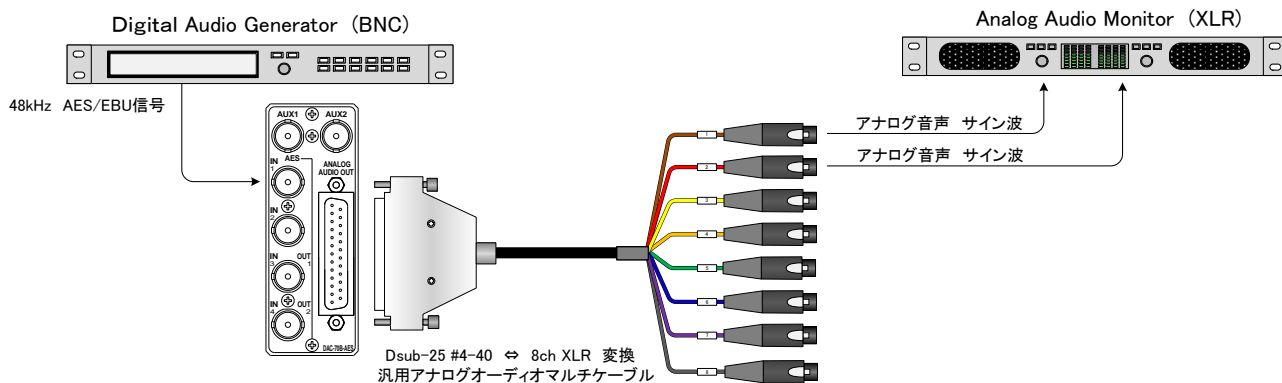 Digital Audio Generator (BNC)
Analog Audio Monitor (XLR)
48kHz AES/EBU信号
AUX1
AUX2
AES
IN
1
ANALOG
AUDIO OUT
IN
2
IN
3
OUT
1
IN
4
OUT
2
DAC-70B-AES
1
2
3
4
5
6
7
8
アナログ音声 サイン波
アナログ音声 サイン波
Dsub-25 #4-40 ⇔ 8ch XLR 変換
汎用アナログオーディオマルチケーブル